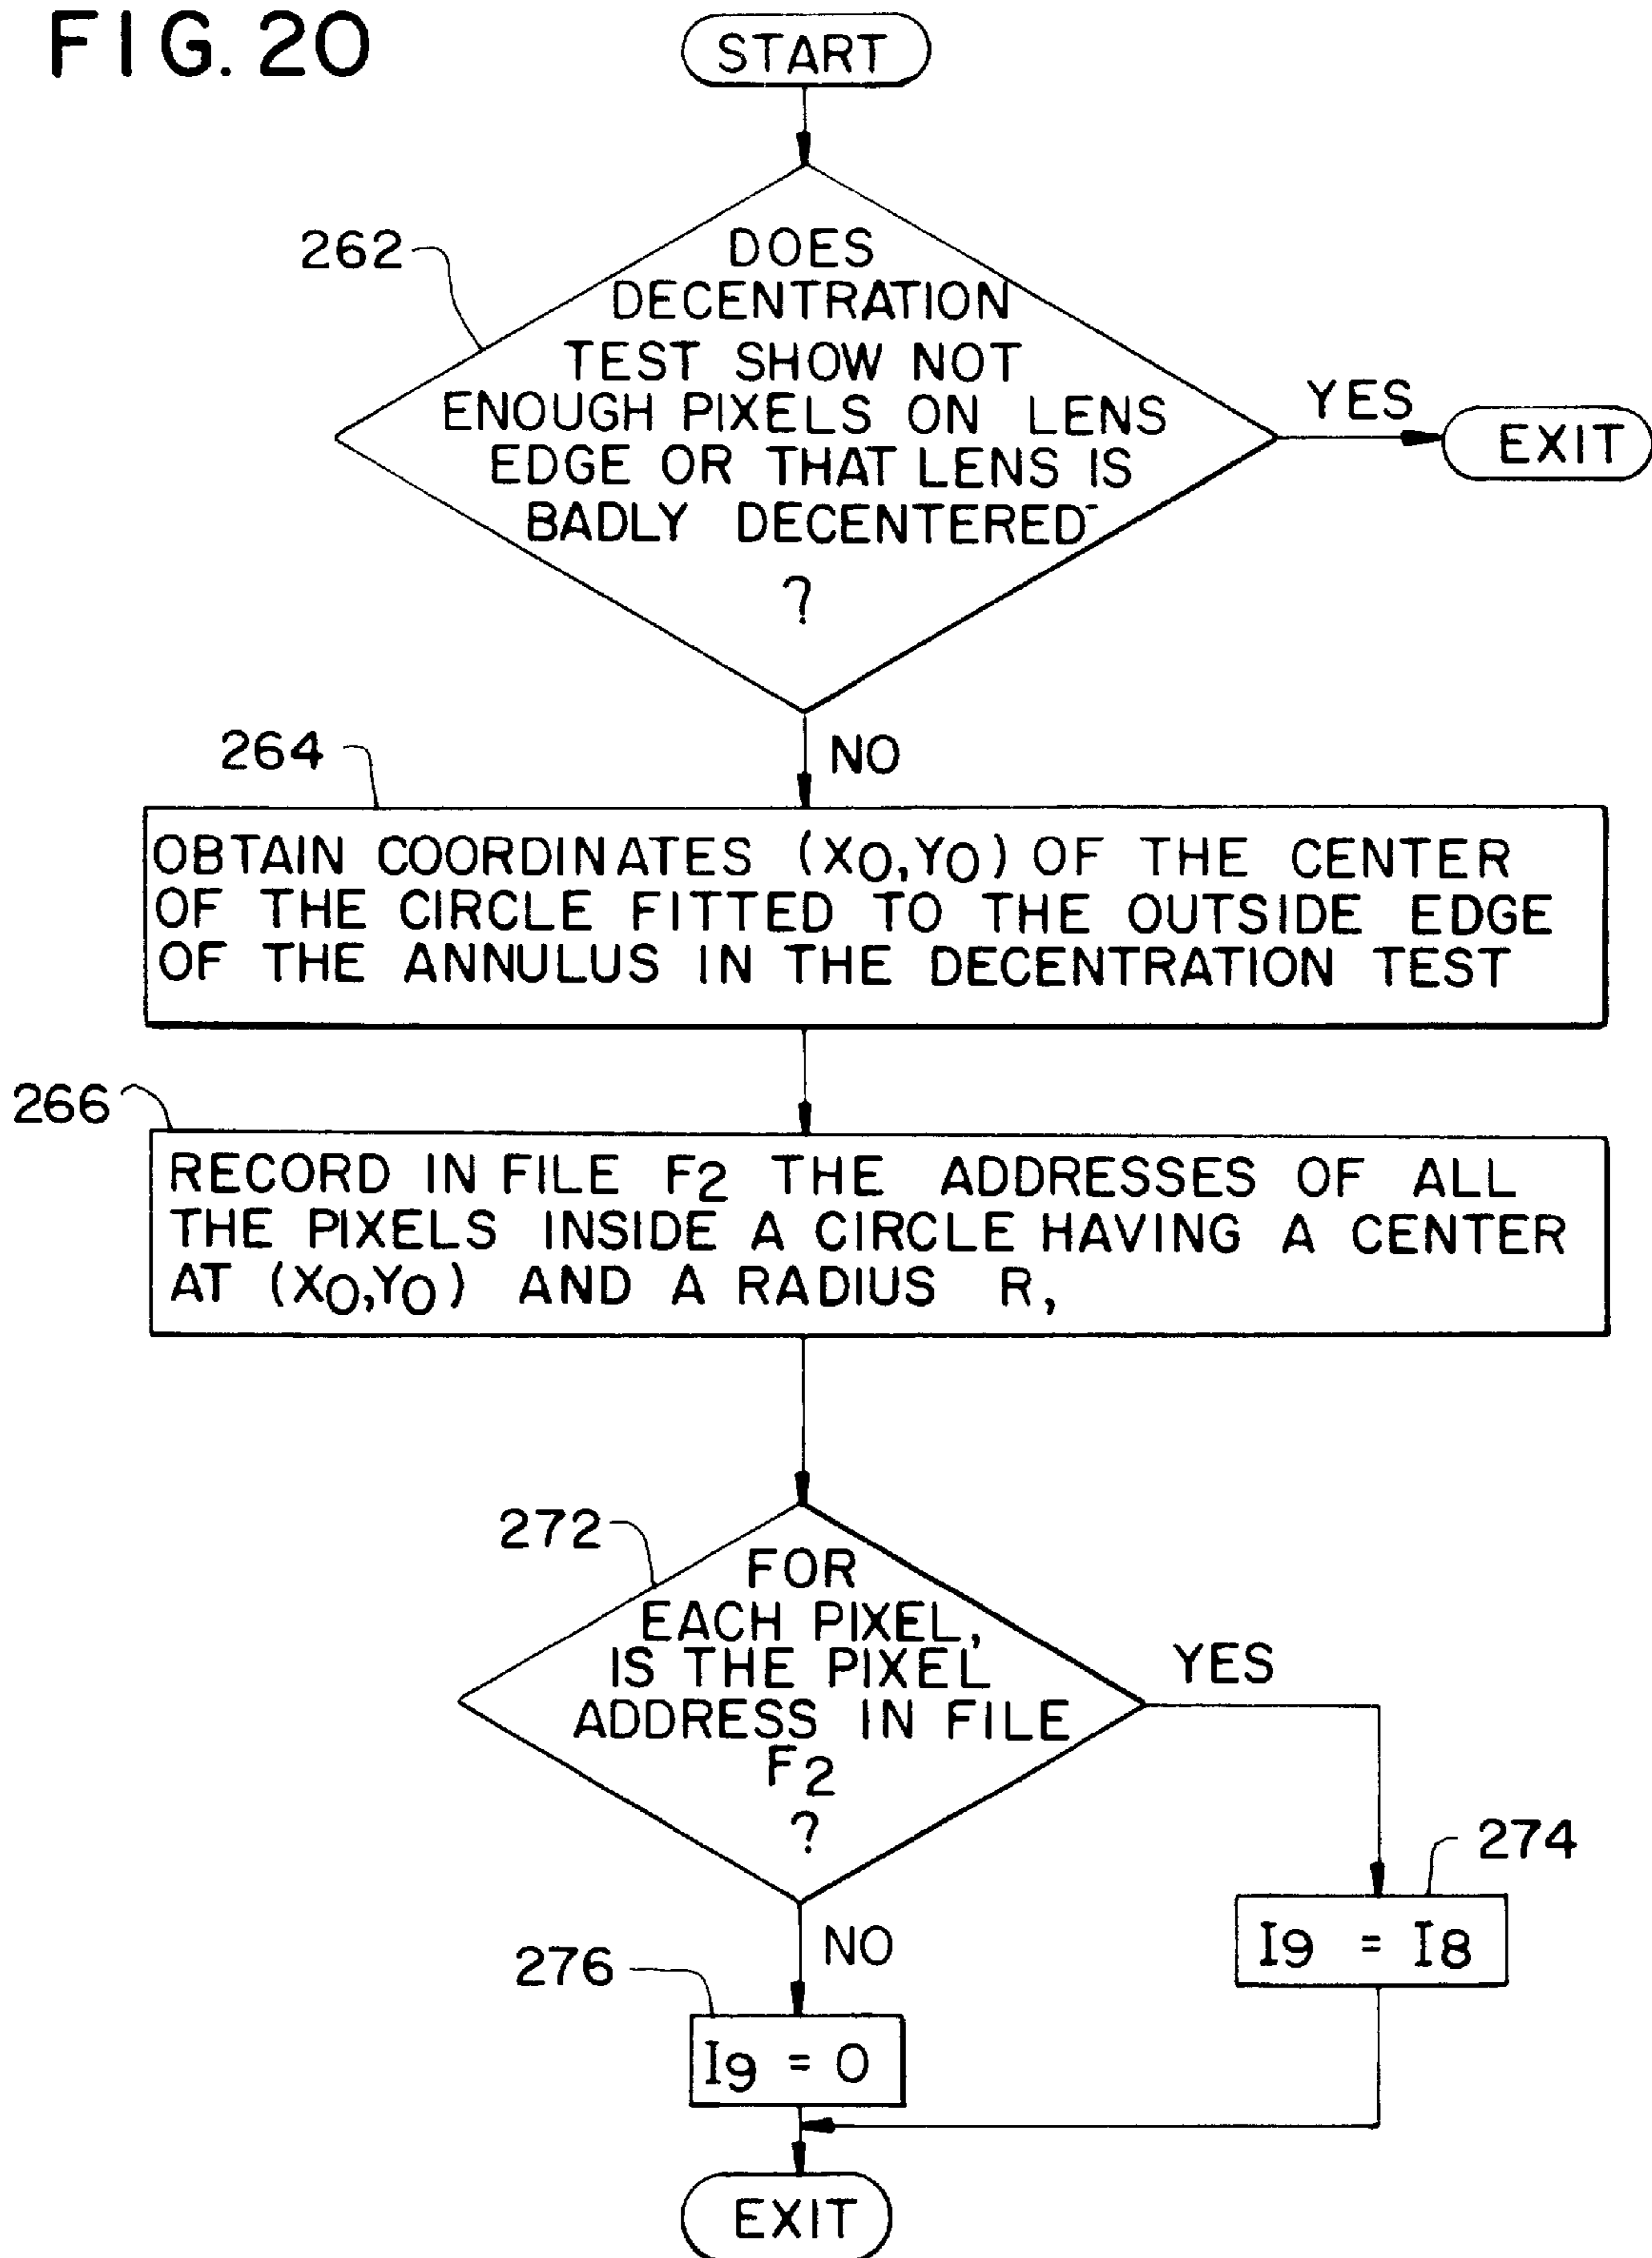 FIG. 20
START
262
DOES
DECENTRATION
TEST SHOW NOT
ENOUGH PIXELS ON LENS
EDGE OR THAT LENS IS
BADLY DECENTERED
?
YES
EXIT
NO
264
OBTAIN COORDINATES (XO,YO) OF THE CENTER
OF THE CIRCLE FITTED TO THE OUTSIDE EDGE
OF THE ANNULUS IN THE DECENTRATION TEST
266
RECORD IN FILE F2 THE ADDRESSES OF ALL
THE PIXELS INSIDE A CIRCLE HAVING A CENTER
AT (XO,YO) AND A RADIUS R,
272
FOR
EACH PIXEL,
IS THE PIXEL
ADDRESS IN FILE
F2
?
YES
274
I9 = I8
NO
276
I9 = 0
EXIT